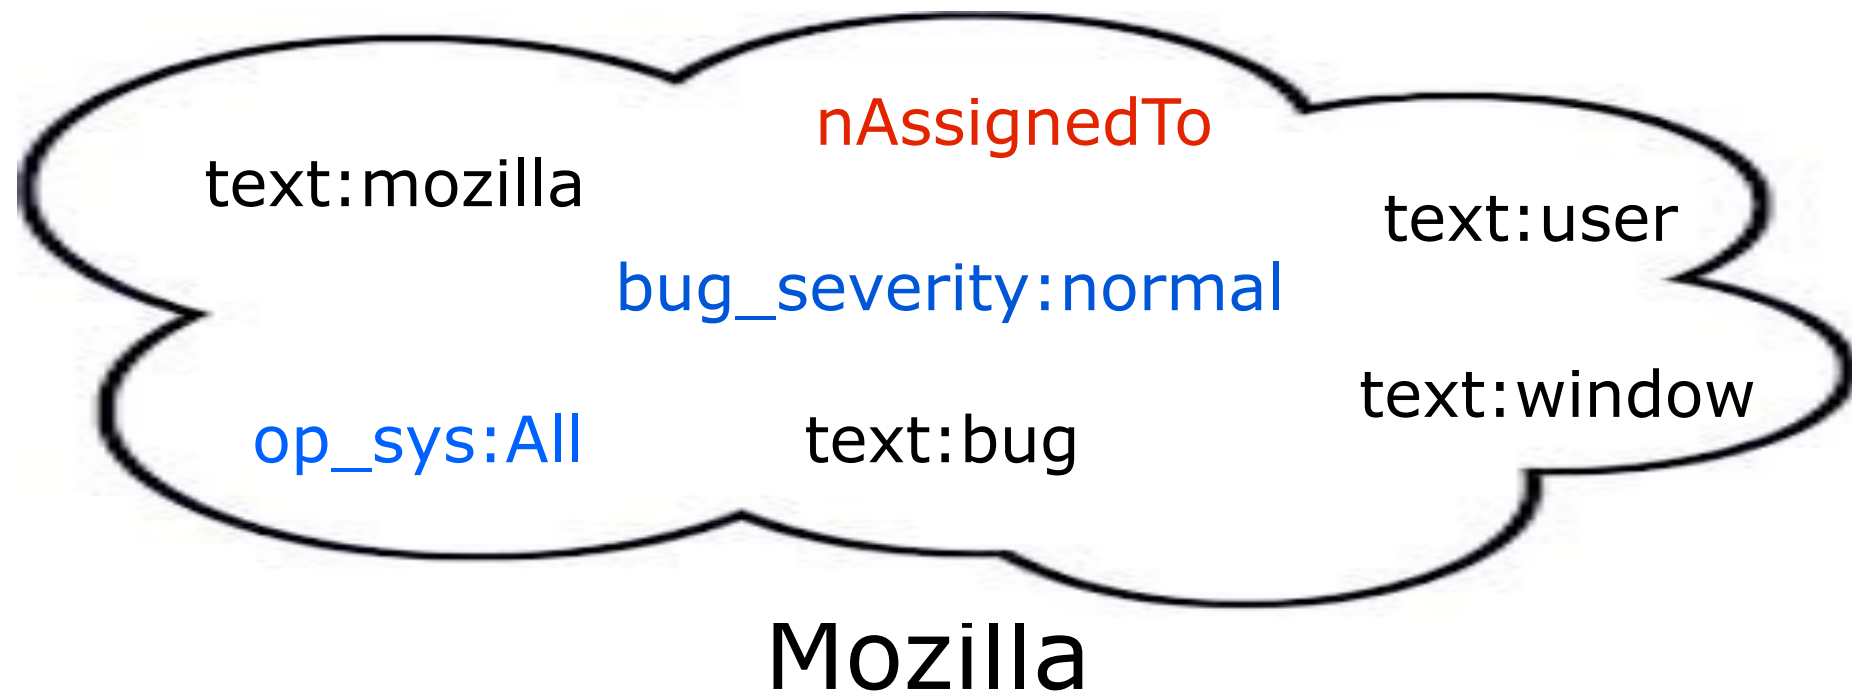 nAssignedTo
text:mozilla
text:user
bug_severity:normal
text:window
op_sys:All
text:bug
Mozilla